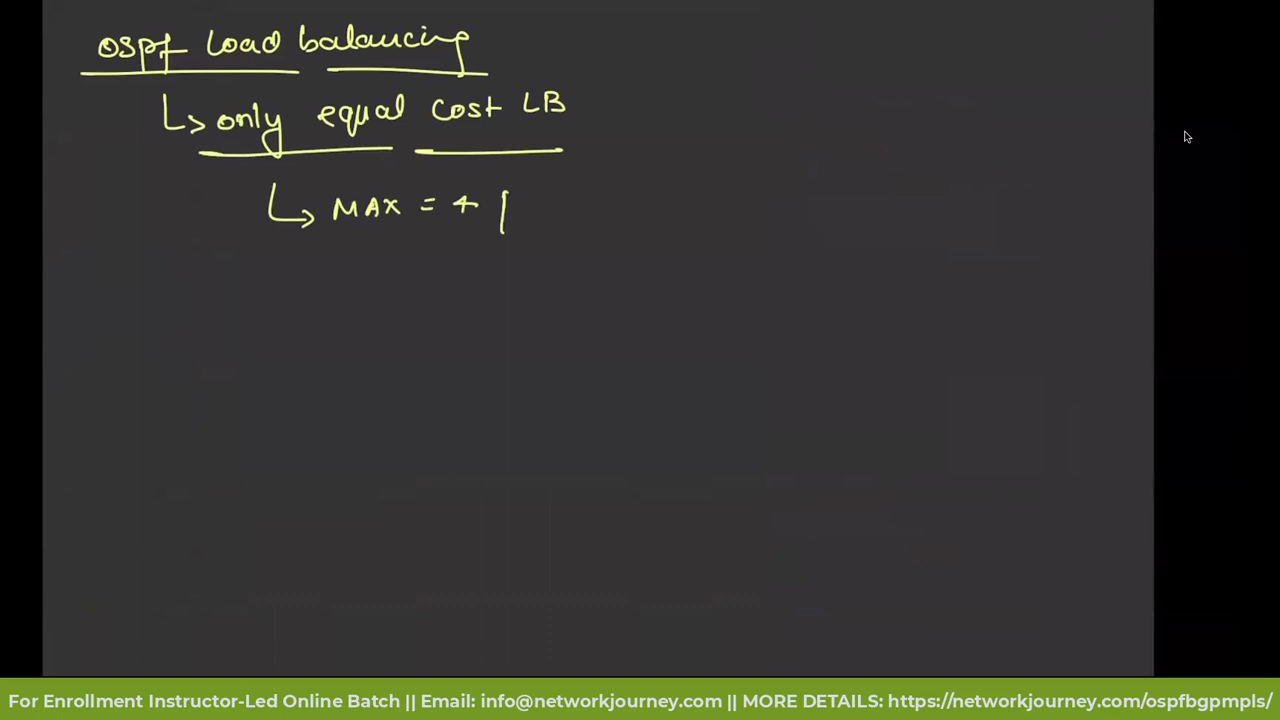 ospf load balancing
↳ only equal cost LB
↳ MAX = 4 |
For Enrollment Instructor-Led Online Batch || Email: info@networkjourney.com || MORE DETAILS: https://networkjourney.com/ospfbgpmpls/